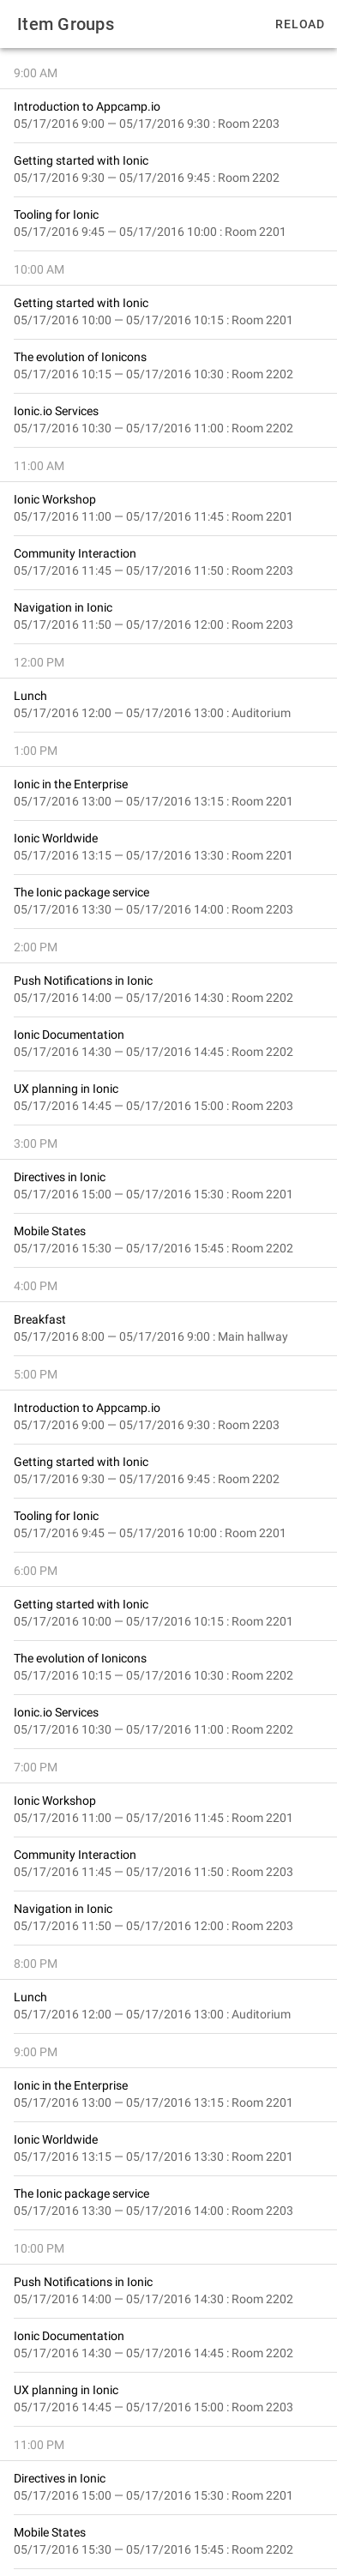 Item Groups
RELOAD
9:00 AM
Introduction to Appcamp.io
05/17/2016 9:00 — 05/17/2016 9:30 : Room 2203
Getting started with Ionic
05/17/2016 9:30 — 05/17/2016 9:45 : Room 2202
Tooling for Ionic
05/17/2016 9:45 — 05/17/2016 10:00 : Room 2201
10:00 AM
Getting started with Ionic
05/17/2016 10:00 — 05/17/2016 10:15 : Room 2201
The evolution of Ionicons
05/17/2016 10:15 — 05/17/2016 10:30 : Room 2202
Ionic.io Services
05/17/2016 10:30 — 05/17/2016 11:00 : Room 2202
11:00 AM
Ionic Workshop
05/17/2016 11:00 — 05/17/2016 11:45 : Room 2201
Community Interaction
05/17/2016 11:45 — 05/17/2016 11:50 : Room 2203
Navigation in Ionic
05/17/2016 11:50 — 05/17/2016 12:00 : Room 2203
12:00 PM
Lunch
05/17/2016 12:00 — 05/17/2016 13:00 : Auditorium
1:00 PM
Ionic in the Enterprise
05/17/2016 13:00 — 05/17/2016 13:15 : Room 2201
Ionic Worldwide
05/17/2016 13:15 — 05/17/2016 13:30 : Room 2201
The Ionic package service
05/17/2016 13:30 — 05/17/2016 14:00 : Room 2203
2:00 PM
Push Notifications in Ionic
05/17/2016 14:00 — 05/17/2016 14:30 : Room 2202
Ionic Documentation
05/17/2016 14:30 — 05/17/2016 14:45 : Room 2202
UX planning in Ionic
05/17/2016 14:45 — 05/17/2016 15:00 : Room 2203
3:00 PM
Directives in Ionic
05/17/2016 15:00 — 05/17/2016 15:30 : Room 2201
Mobile States
05/17/2016 15:30 — 05/17/2016 15:45 : Room 2202
4:00 PM
Breakfast
05/17/2016 8:00 — 05/17/2016 9:00 : Main hallway
5:00 PM
Introduction to Appcamp.io
05/17/2016 9:00 — 05/17/2016 9:30 : Room 2203
Getting started with Ionic
05/17/2016 9:30 — 05/17/2016 9:45 : Room 2202
Tooling for Ionic
05/17/2016 9:45 — 05/17/2016 10:00 : Room 2201
6:00 PM
Getting started with Ionic
05/17/2016 10:00 — 05/17/2016 10:15 : Room 2201
The evolution of Ionicons
05/17/2016 10:15 — 05/17/2016 10:30 : Room 2202
Ionic.io Services
05/17/2016 10:30 — 05/17/2016 11:00 : Room 2202
7:00 PM
Ionic Workshop
05/17/2016 11:00 — 05/17/2016 11:45 : Room 2201
Community Interaction
05/17/2016 11:45 — 05/17/2016 11:50 : Room 2203
Navigation in Ionic
05/17/2016 11:50 — 05/17/2016 12:00 : Room 2203
8:00 PM
Lunch
05/17/2016 12:00 — 05/17/2016 13:00 : Auditorium
9:00 PM
Ionic in the Enterprise
05/17/2016 13:00 — 05/17/2016 13:15 : Room 2201
Ionic Worldwide
05/17/2016 13:15 — 05/17/2016 13:30 : Room 2201
The Ionic package service
05/17/2016 13:30 — 05/17/2016 14:00 : Room 2203
10:00 PM
Push Notifications in Ionic
05/17/2016 14:00 — 05/17/2016 14:30 : Room 2202
Ionic Documentation
05/17/2016 14:30 — 05/17/2016 14:45 : Room 2202
UX planning in Ionic
05/17/2016 14:45 — 05/17/2016 15:00 : Room 2203
11:00 PM
Directives in Ionic
05/17/2016 15:00 — 05/17/2016 15:30 : Room 2201
Mobile States
05/17/2016 15:30 — 05/17/2016 15:45 : Room 2202